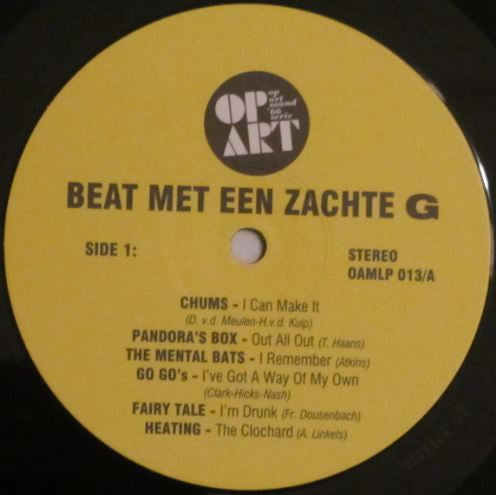 OP
ART
op
art
sound
'66
serie
BEAT MET EEN ZACHTE G
SIDE 1:
STEREO
OAMLP 013/A
CHUMS - I Can Make It
(D. v.d. Meulen-H.v.d. Kuip)
PANDORA'S BOX - Out All Out (T. Haans)
THE MENTAL BATS - I Remember (Atkins)
GO GO's - I've Got A Way Of My Own
(Clark-Hicks-Nash)
FAIRY TALE - I'm Drunk (Fr. Dousenbach)
HEATING - The Clochard (A. Linkels)